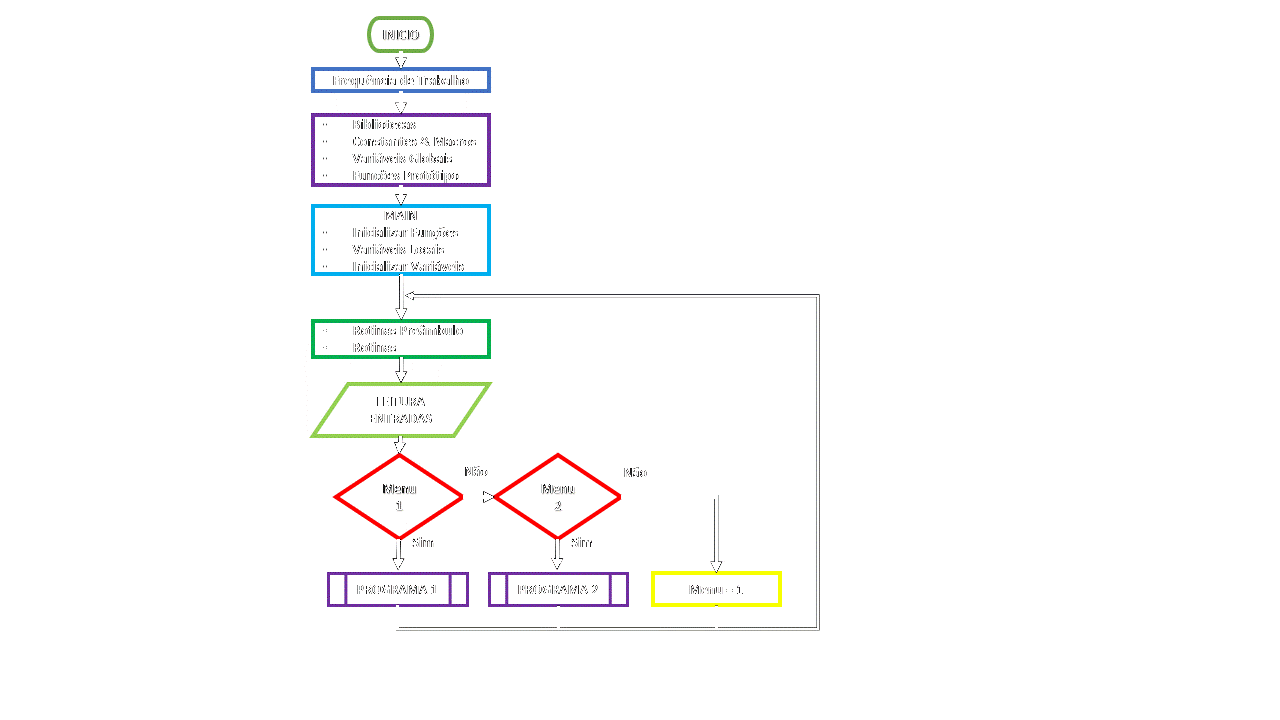 INICIO
Frequência de Trabalho
Bibliotecas
Constantes & Macros
Variáveis Globais
Funções Protótipo
MAIN
Inicializar Funções
Variáveis Locais
Inicializar Variáveis
Rotinas Preâmbulo
Rotinas
LEITURA
ENTRADAS
Não
Não
Menu
1
Menu
2
Sim
Sim
PROGRAMA 1
PROGRAMA 2
Menu
1